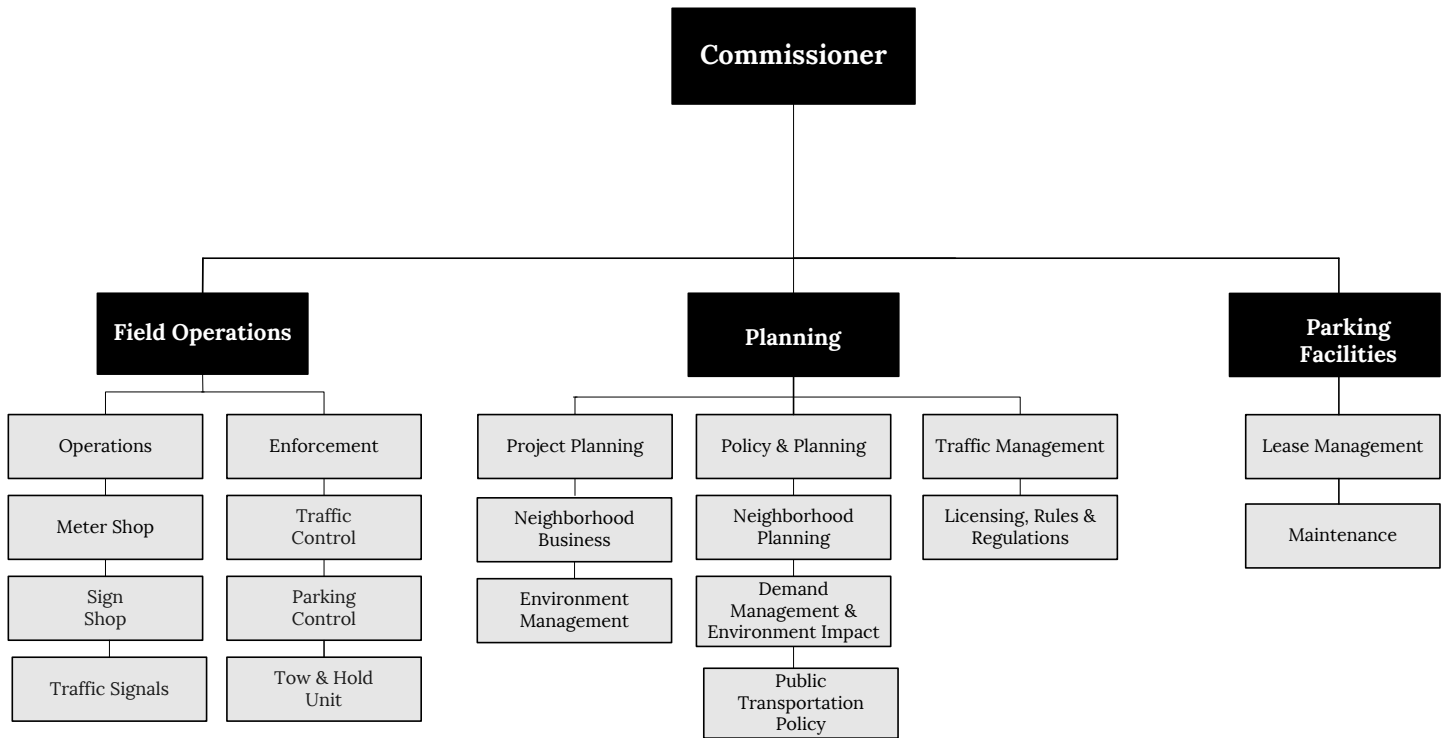 Commissioner
Field Operations
Planning
Parking
Facilities
Operations
Enforcement
Project Planning
Policy & Planning
Traffic Management
Lease Management
Meter Shop
Traffic
Control
Neighborhood
Business
Neighborhood
Planning
Licensing, Rules &
Regulations
Maintenance
Sign
Shop
Parking
Control
Environment
Management
Demand
Management &
Environment Impact
Traffic Signals
Tow & Hold
Unit
Public
Transportation
Policy